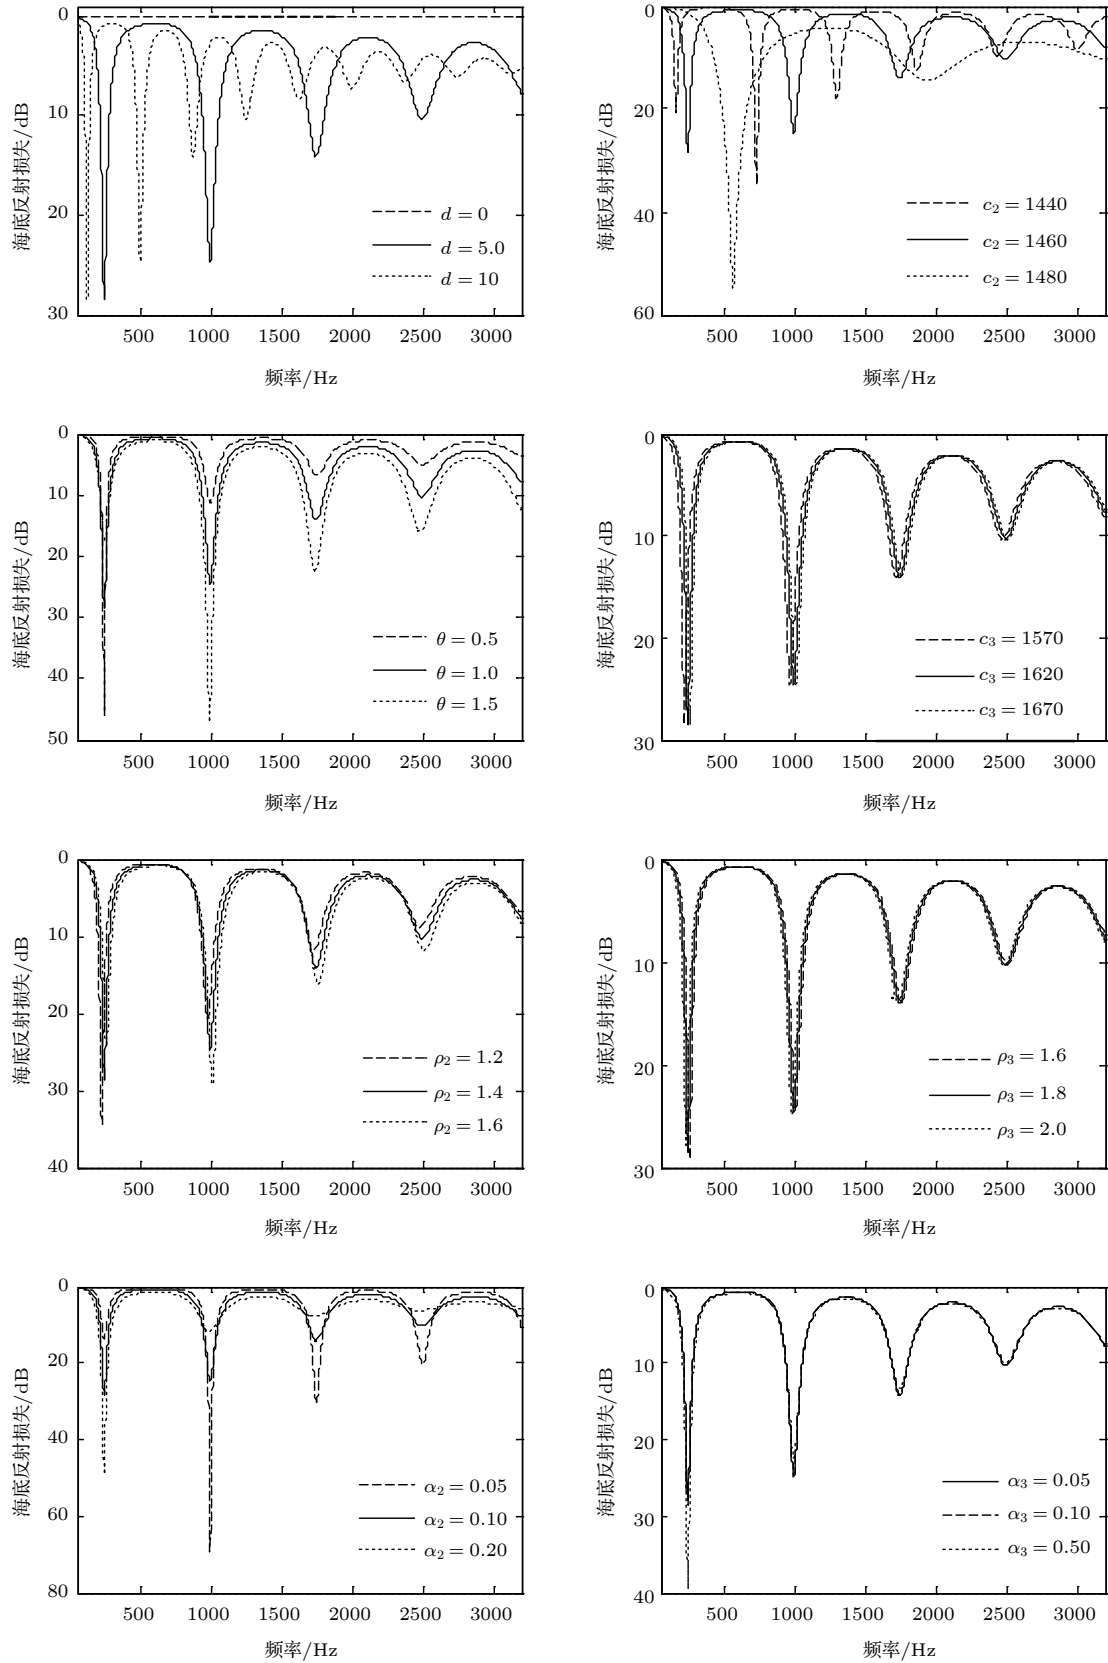 0
10
20
30
海底反射损失/dB
d = 0
d = 5.0
d = 10
500 1000 1500 2000 2500 3000
频率/Hz
0
20
40
60
海底反射损失/dB
c₂ = 1440
c₂ = 1460
c₂ = 1480
500 1000 1500 2000 2500 3000
频率/Hz
0
10
20
30
40
50
海底反射损失/dB
θ = 0.5
θ = 1.0
θ = 1.5
500 1000 1500 2000 2500 3000
频率/Hz
0
10
20
30
海底反射损失/dB
c₃ = 1570
c₃ = 1620
c₃ = 1670
500 1000 1500 2000 2500 3000
频率/Hz
0
10
20
30
40
海底反射损失/dB
ρ₂ = 1.2
ρ₂ = 1.4
ρ₂ = 1.6
500 1000 1500 2000 2500 3000
频率/Hz
0
10
20
30
海底反射损失/dB
ρ₃ = 1.6
ρ₃ = 1.8
ρ₃ = 2.0
500 1000 1500 2000 2500 3000
频率/Hz
0
20
40
60
80
海底反射损失/dB
α₂ = 0.05
α₂ = 0.10
α₂ = 0.20
500 1000 1500 2000 2500 3000
频率/Hz
0
10
20
30
40
海底反射损失/dB
α₃ = 0.05
α₃ = 0.10
α₃ = 0.50
500 1000 1500 2000 2500 3000
频率/Hz